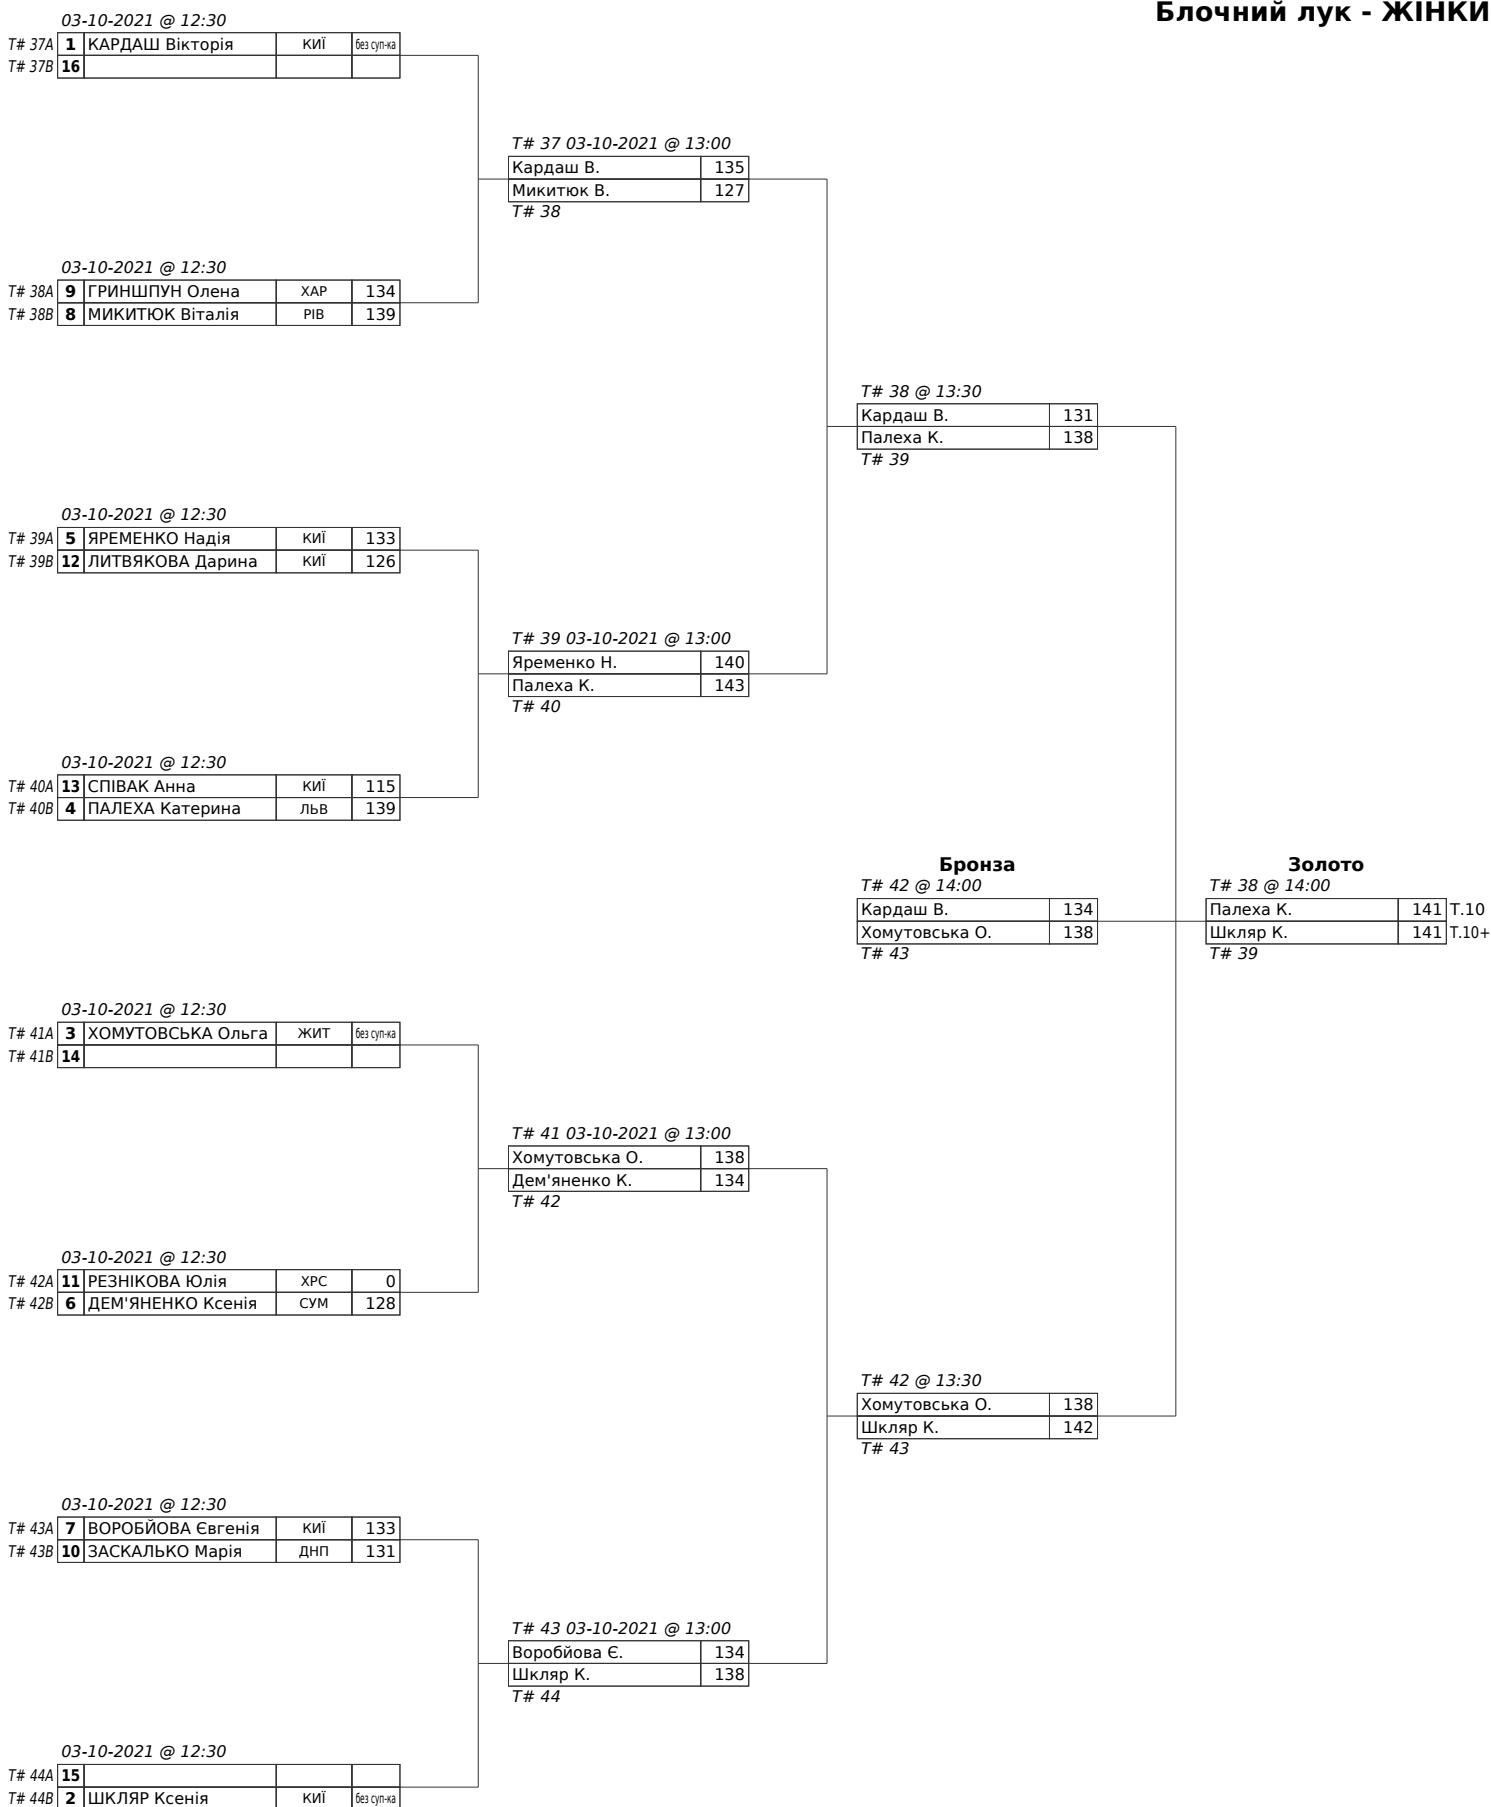 Блочний лук - ЖІНКИ
03-10-2021 @ 12:30
T# 37A 1 КАРДАШ Вікторія КИЇ без суп-ка
T# 37B 16
T# 37 03-10-2021 @ 13:00
Кардаш В. 135
Микитюк В. 127
T# 38
03-10-2021 @ 12:30
T# 38A 9 ГРИНШПУН Олена ХАР 134
T# 38B 8 МИКИТЮК Віталія РІВ 139
T# 38 @ 13:30
Кардаш В. 131
Палеха К. 138
T# 39
03-10-2021 @ 12:30
T# 39A 5 ЯРЕМЕНКО Надія КИЇ 133
T# 39B 12 ЛИТВЯКОВА Дарина КИЇ 126
T# 39 03-10-2021 @ 13:00
Яременко Н. 140
Палеха К. 143
T# 40
03-10-2021 @ 12:30
T# 40A 13 СПІВАК Анна КИЇ 115
T# 40B 4 ПАЛЕХА Катерина ЛЬВ 139
Бронза
T# 42 @ 14:00
Кардаш В. 134
Хомутовська О. 138
T# 43
Золото
T# 38 @ 14:00
Палеха К. 141 T.10
Шкляр К. 141 T.10+
T# 39
03-10-2021 @ 12:30
T# 41A 3 ХОМУТОВСЬКА Ольга ЖИТ без суп-ка
T# 41B 14
T# 41 03-10-2021 @ 13:00
Хомутовська О. 138
Дем'яненко К. 134
T# 42
03-10-2021 @ 12:30
T# 42A 11 РЕЗНІКОВА Юлія ХРС 0
T# 42B 6 ДЕМ'ЯНЕНКО Ксенія СУМ 128
T# 42 @ 13:30
Хомутовська О. 138
Шкляр К. 142
T# 43
03-10-2021 @ 12:30
T# 43A 7 ВОРОБЙОВА Євгенія КИЇ 133
T# 43B 10 ЗАСКАЛЬКО Марія ДНП 131
T# 43 03-10-2021 @ 13:00
Воробйова Є. 134
Шкляр К. 138
T# 44
03-10-2021 @ 12:30
T# 44A 15
T# 44B 2 ШКЛЯР Ксенія КИЇ без суп-ка